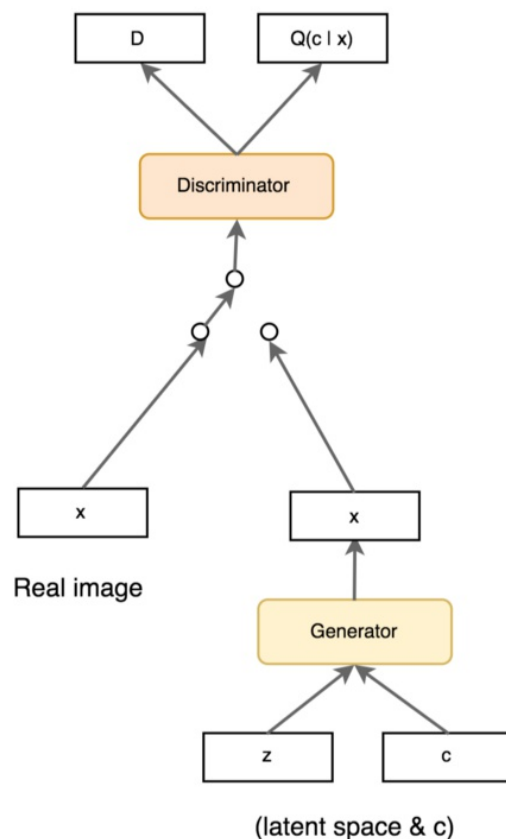 D
Q(c | x)
Discriminator
x
x
Real image
Generator
z
c
(latent space & c)